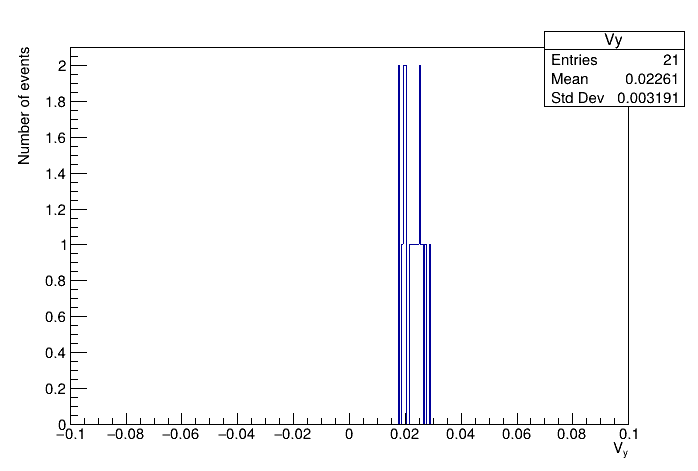 Vy
Entries 21
Mean 0.02261
Std Dev 0.003191
Number of events
2
1.8
1.6
1.4
1.2
1
0.8
0.6
0.4
0.2
0
−0.1 −0.08 −0.06 −0.04 −0.02 0 0.02 0.04 0.06 0.08 0.1
Vy